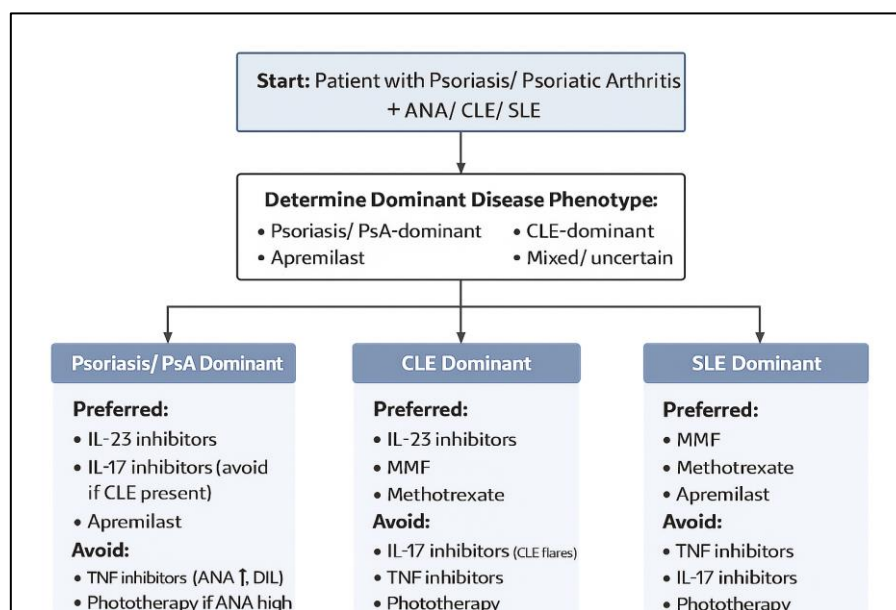 Start: Patient with Psoriasis/ Psoriatic Arthritis
+ ANA/ CLE/ SLE
Determine Dominant Disease Phenotype:
• Psoriasis/ PsA-dominant
• Apremilast
• CLE-dominant
• Mixed/ uncertain
Psoriasis/ PsA Dominant
Preferred:
• IL-23 inhibitors
• IL-17 inhibitors (avoid
if CLE present)
• Apremilast
Avoid:
• TNF inhibitors (ANA ↑, DIL)
• Phototherapy if ANA high
CLE Dominant
Preferred:
• IL-23 inhibitors
• MMF
• Methotrexate
Avoid:
• IL-17 inhibitors (CLE flares)
• TNF inhibitors
• Phototherapy
SLE Dominant
Preferred:
• MMF
• Methotrexate
• Apremilast
Avoid:
• TNF inhibitors
• IL-17 inhibitors
• Phototherapy